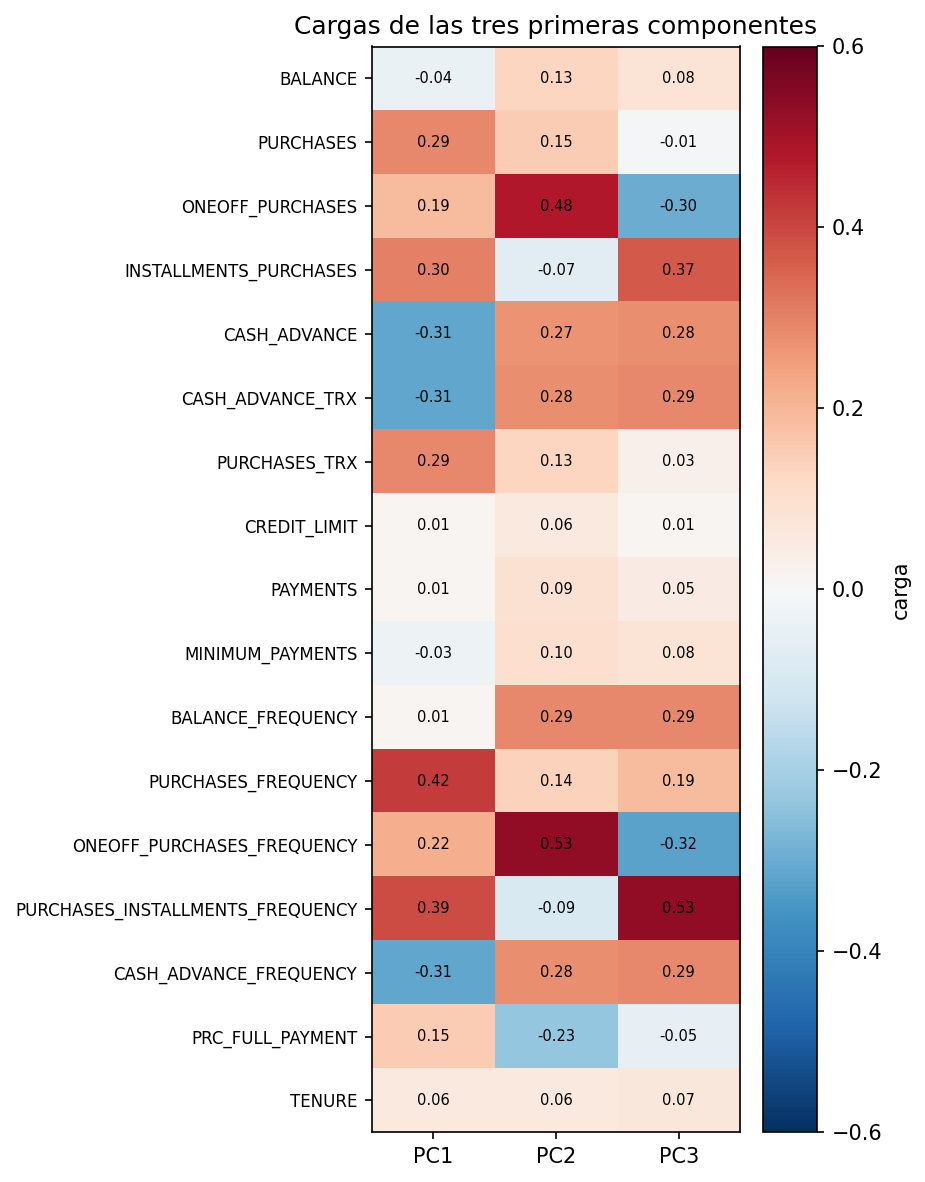 Cargas de las tres primeras componentes
BALANCE -0.04 0.13 0.08
PURCHASES 0.29 0.15 -0.01
ONEOFF_PURCHASES 0.19 0.48 -0.30
INSTALLMENTS_PURCHASES 0.30 -0.07 0.37
CASH_ADVANCE -0.31 0.27 0.28
CASH_ADVANCE_TRX -0.31 0.28 0.29
PURCHASES_TRX 0.29 0.13 0.03
CREDIT_LIMIT 0.01 0.06 0.01
PAYMENTS 0.01 0.09 0.05
MINIMUM_PAYMENTS -0.03 0.10 0.08
BALANCE_FREQUENCY 0.01 0.29 0.29
PURCHASES_FREQUENCY 0.42 0.14 0.19
ONEOFF_PURCHASES_FREQUENCY 0.22 0.53 -0.32
PURCHASES_INSTALLMENTS_FREQUENCY 0.39 -0.09 0.53
CASH_ADVANCE_FREQUENCY -0.31 0.28 0.29
PRC_FULL_PAYMENT 0.15 -0.23 -0.05
TENURE 0.06 0.06 0.07
PC1 PC2 PC3
0.6
0.4
0.2
0.0
−0.2
−0.4
−0.6
carga